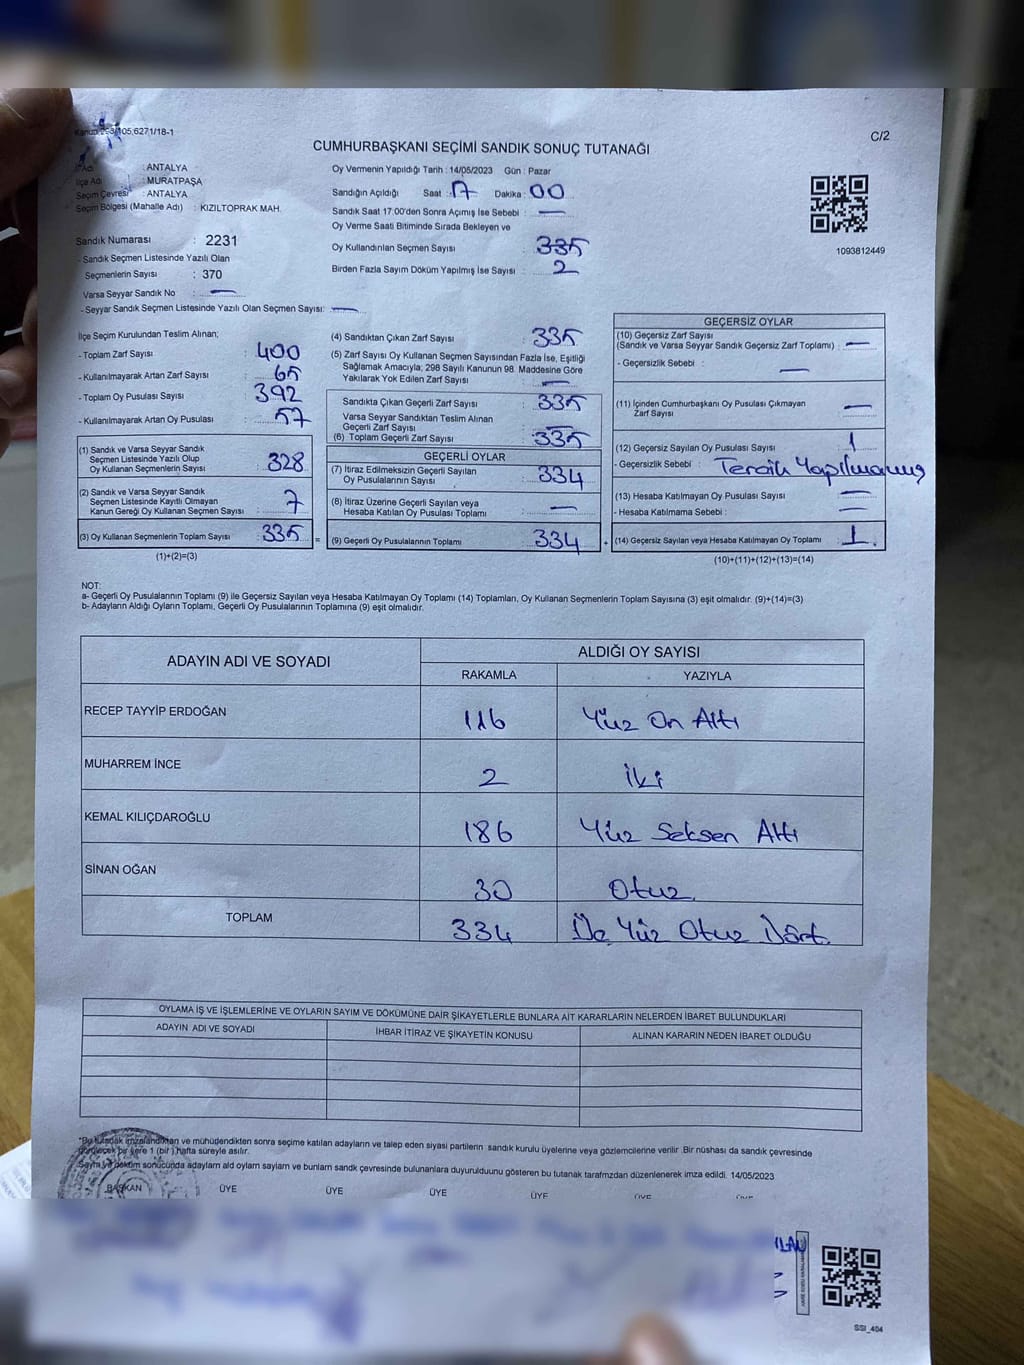 C/2
CUMHURBAŞKANI SEÇİMİ SANDIK SONUÇ TUTANAĞI
: ANTALYA
İlçe Adı : MURATPAŞA
Seçim Çevresi : ANTALYA
Seçim Bölgesi (Mahalle Adı) : KIZILTOPRAK MAH.
Oy Vermenin Yapıldığı Tarih : 14/05/2023 Gün : Pazar
Sandığın Açıldığı Saat : 17 Dakika : 00
Sandık Saat 17:00'den Sonra Açımış İse Sebebi : —
Oy Verme Saati Bitiminde Sırada Bekleyen ve
Oy Kullandırılan Seçmen Sayısı : 335
Birden Fazla Sayım Döküm Yapılmış İse Sayısı : 2
1093812449
Sandık Numarası : 2231
- Sandık Seçmen Listesinde Yazılı Olan
Seçmenlerin Sayısı : 370
Varsa Seyyar Sandık No : —
- Seyyar Sandık Seçmen Listesinde Yazılı Olan Seçmen Sayısı: —
İlçe Seçim Kurulundan Teslim Alınan;
- Toplam Zarf Sayısı : 400
- Kullanılmayarak Artan Zarf Sayısı : 65
- Toplam Oy Pusulası Sayısı : 392
- Kullanılmayarak Artan Oy Pusulası : 57
(1) Sandık ve Varsa Seyyar Sandık
Seçmen Listesinde Yazılı Olup
Oy Kullanan Seçmenlerin Sayısı : 328
(2) Sandık ve Varsa Seyyar Sandık
Seçmen Listesinde Kayıtlı Olmayan
Kanun Gereği Oy Kullanan Seçmen Sayısı : 7
(3) Oy Kullanan Seçmenlerin Toplam Sayısı : 335
(1)+(2)=(3)
(4) Sandıktan Çıkan Zarf Sayısı : 335
(5) Zarf Sayısı Oy Kullanan Seçmen Sayısından Fazla İse, Eşitliği
Sağlamak Amacıyla; 298 Sayılı Kanunun 98. Maddesine Göre
Yakılarak Yok Edilen Zarf Sayısı : —
Sandıkta Çıkan Geçerli Zarf Sayısı : 335
Varsa Seyyar Sandıktan Teslim Alınan
Geçerli Zarf Sayısı : —
(6) Toplam Geçerli Zarf Sayısı : 335
GEÇERLİ OYLAR
(7) İtiraz Edilmeksizin Geçerli Sayılan
Oy Pusulalarının Sayısı : 334
(8) İtiraz Üzerine Geçerli Sayılan veya
Hesaba Katılan Oy Pusulası Toplamı : —
= (9) Geçerli Oy Pusulalarının Toplamı : 334
GEÇERSİZ OYLAR
(10) Geçersiz Zarf Sayısı
(Sandık ve Varsa Seyyar Sandık Geçersiz Zarf Toplamı) : —
- Geçersizlik Sebebi : —
(11) İçinden Cumhurbaşkanı Oy Pusulası Çıkmayan
Zarf Sayısı : —
(12) Geçersiz Sayılan Oy Pusulası Sayısı : 1
- Geçersizlik Sebebi : Tercih Yapılmamış
(13) Hesaba Katılmayan Oy Pusulası Sayısı : —
- Hesaba Katılmama Sebebi : —
+ (14) Geçersiz Sayılan veya Hesaba Katılmayan Oy Toplamı : 1
(10)+(11)+(12)+(13)=(14)
NOT:
a- Geçerli Oy Pusulalarının Toplamı (9) ile Geçersiz Sayılan veya Hesaba Katılmayan Oy Toplamı (14) Toplamları, Oy Kullanan Seçmenlerin Toplam Sayısına (3) eşit olmalıdır. (9)+(14)=(3)
b- Adayların Aldığı Oyların Toplamı, Geçerli Oy Pusulalarının Toplamına (9) eşit olmalıdır.
ADAYIN ADI VE SOYADI ALDIĞI OY SAYISI
RAKAMLA YAZIYLA
RECEP TAYYİP ERDOĞAN 116 Yüz On Altı
MUHARREM İNCE 2 İki
KEMAL KILIÇDAROĞLU 186 Yüz Seksen Altı
SİNAN OĞAN 30 Otuz
TOPLAM 334 Üç Yüz Otuz Dört
OYLAMA İŞ VE İŞLEMLERİNE VE OYLARIN SAYIM VE DÖKÜMÜNE DAİR ŞİKAYETLERLE BUNLARA AİT KARARLARIN NELERDEN İBARET BULUNDUKLARI
ADAYIN ADI VE SOYADI İHBAR İTİRAZ VE ŞİKAYETİN KONUSU ALINAN KARARIN NEDEN İBARET OLDUĞU
*Bu tutanak imzalandıktan ve mühürlendikten sonra seçime katılan adayların ve talep eden siyasi partilerin sandık kurulu üyelerine veya gözlemcilerine verilir. Bir nüshası da sandık çevresinde
görülecek bir yere 1 (bir) hafta süreyle asılır.
Sayım ve döküm sonucunda adayların ald oyların sayısını ve bunların sandık çevresinde bulunanlara duyurulduunu gösteren bu tutanak tarafmzdan düzenlenerek imza edildi. 14/05/2023
BAŞKAN ÜYE ÜYE ÜYE ÜYE ÜYE ÜYE
SSI_404